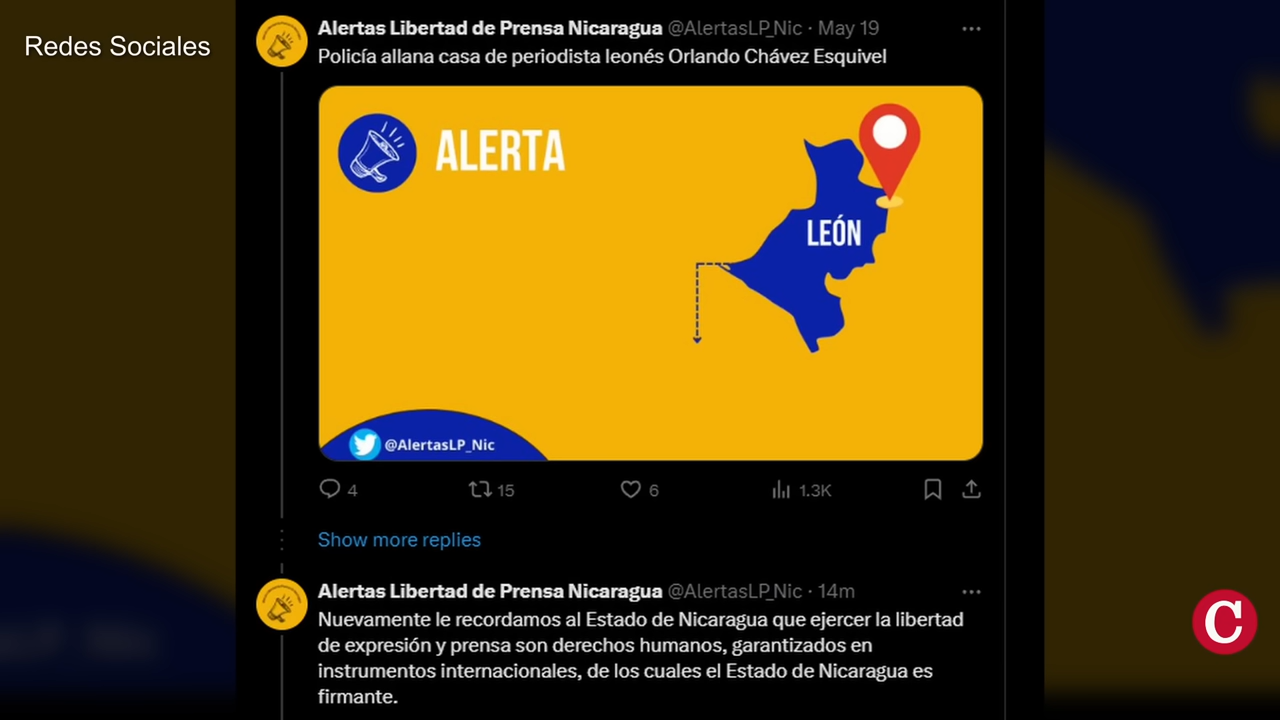 Redes Sociales
Alertas Libertad de Prensa Nicaragua @AlertasLP_Nic · May 19
Policía allana casa de periodista leonés Orlando Chávez Esquivel
ALERTA
LEÓN
@AlertasLP_Nic
4 15 6 1.3K
Show more replies
Alertas Libertad de Prensa Nicaragua @AlertasLP_Nic · 14m
Nuevamente le recordamos al Estado de Nicaragua que ejercer la libertad
de expresión y prensa son derechos humanos, garantizados en
instrumentos internacionales, de los cuales el Estado de Nicaragua es
firmante.
C